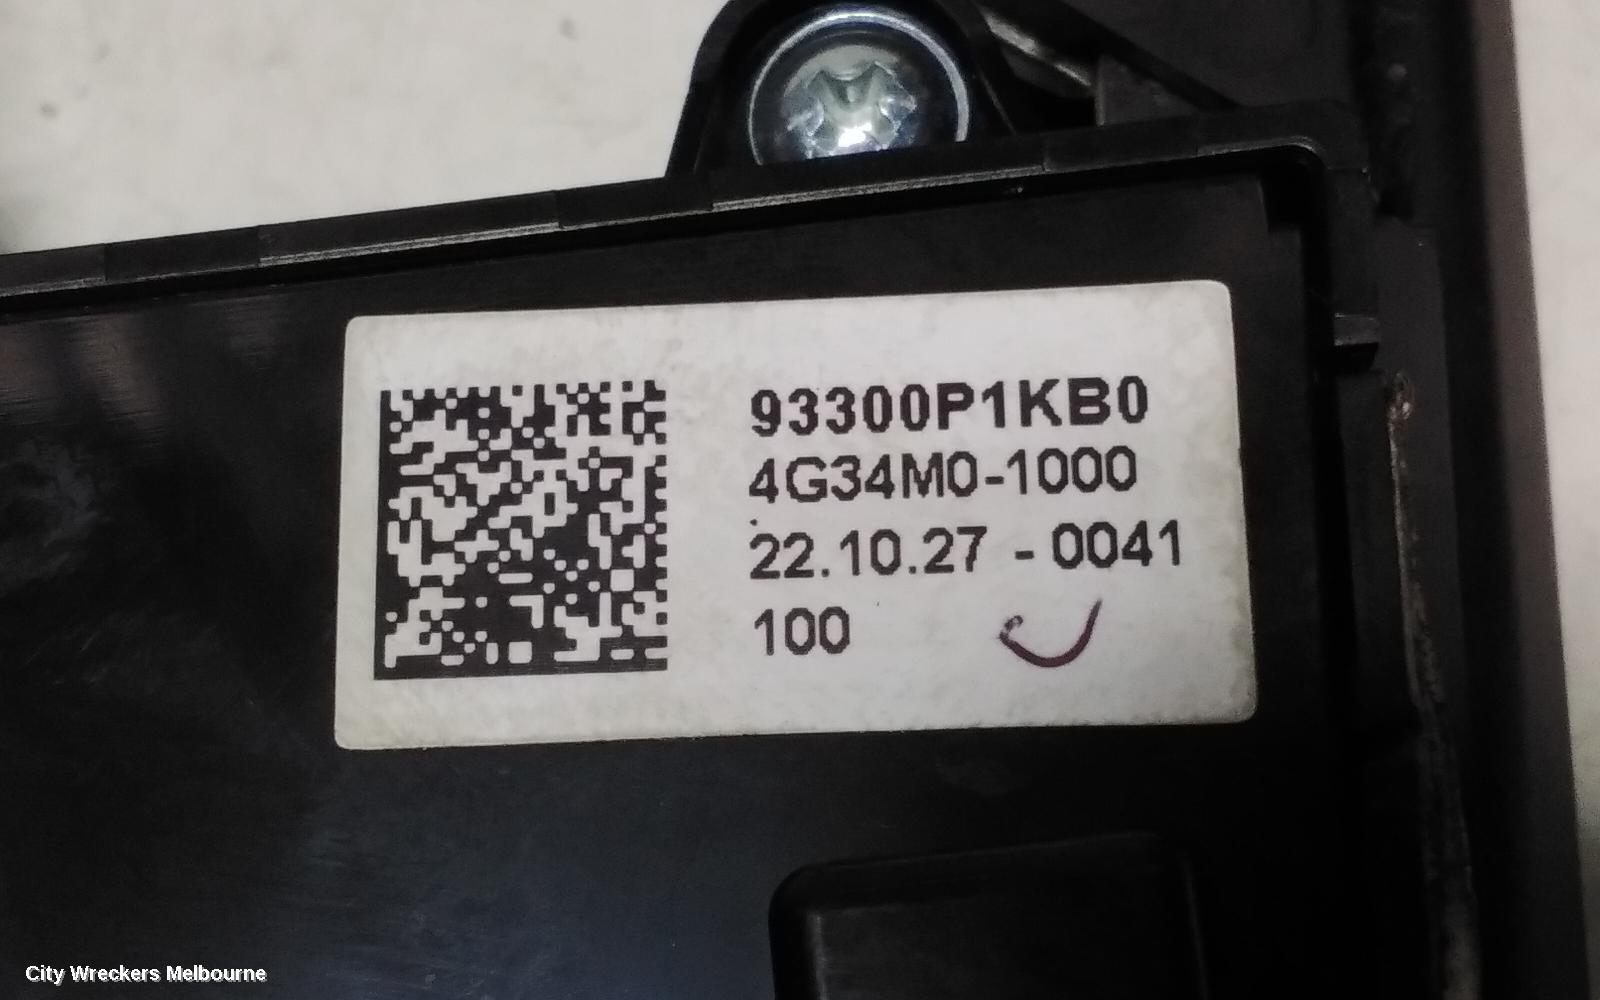 93300P1KB0
4G34M0-1000
22.10.27 - 0041
100
City Wreckers Melbourne